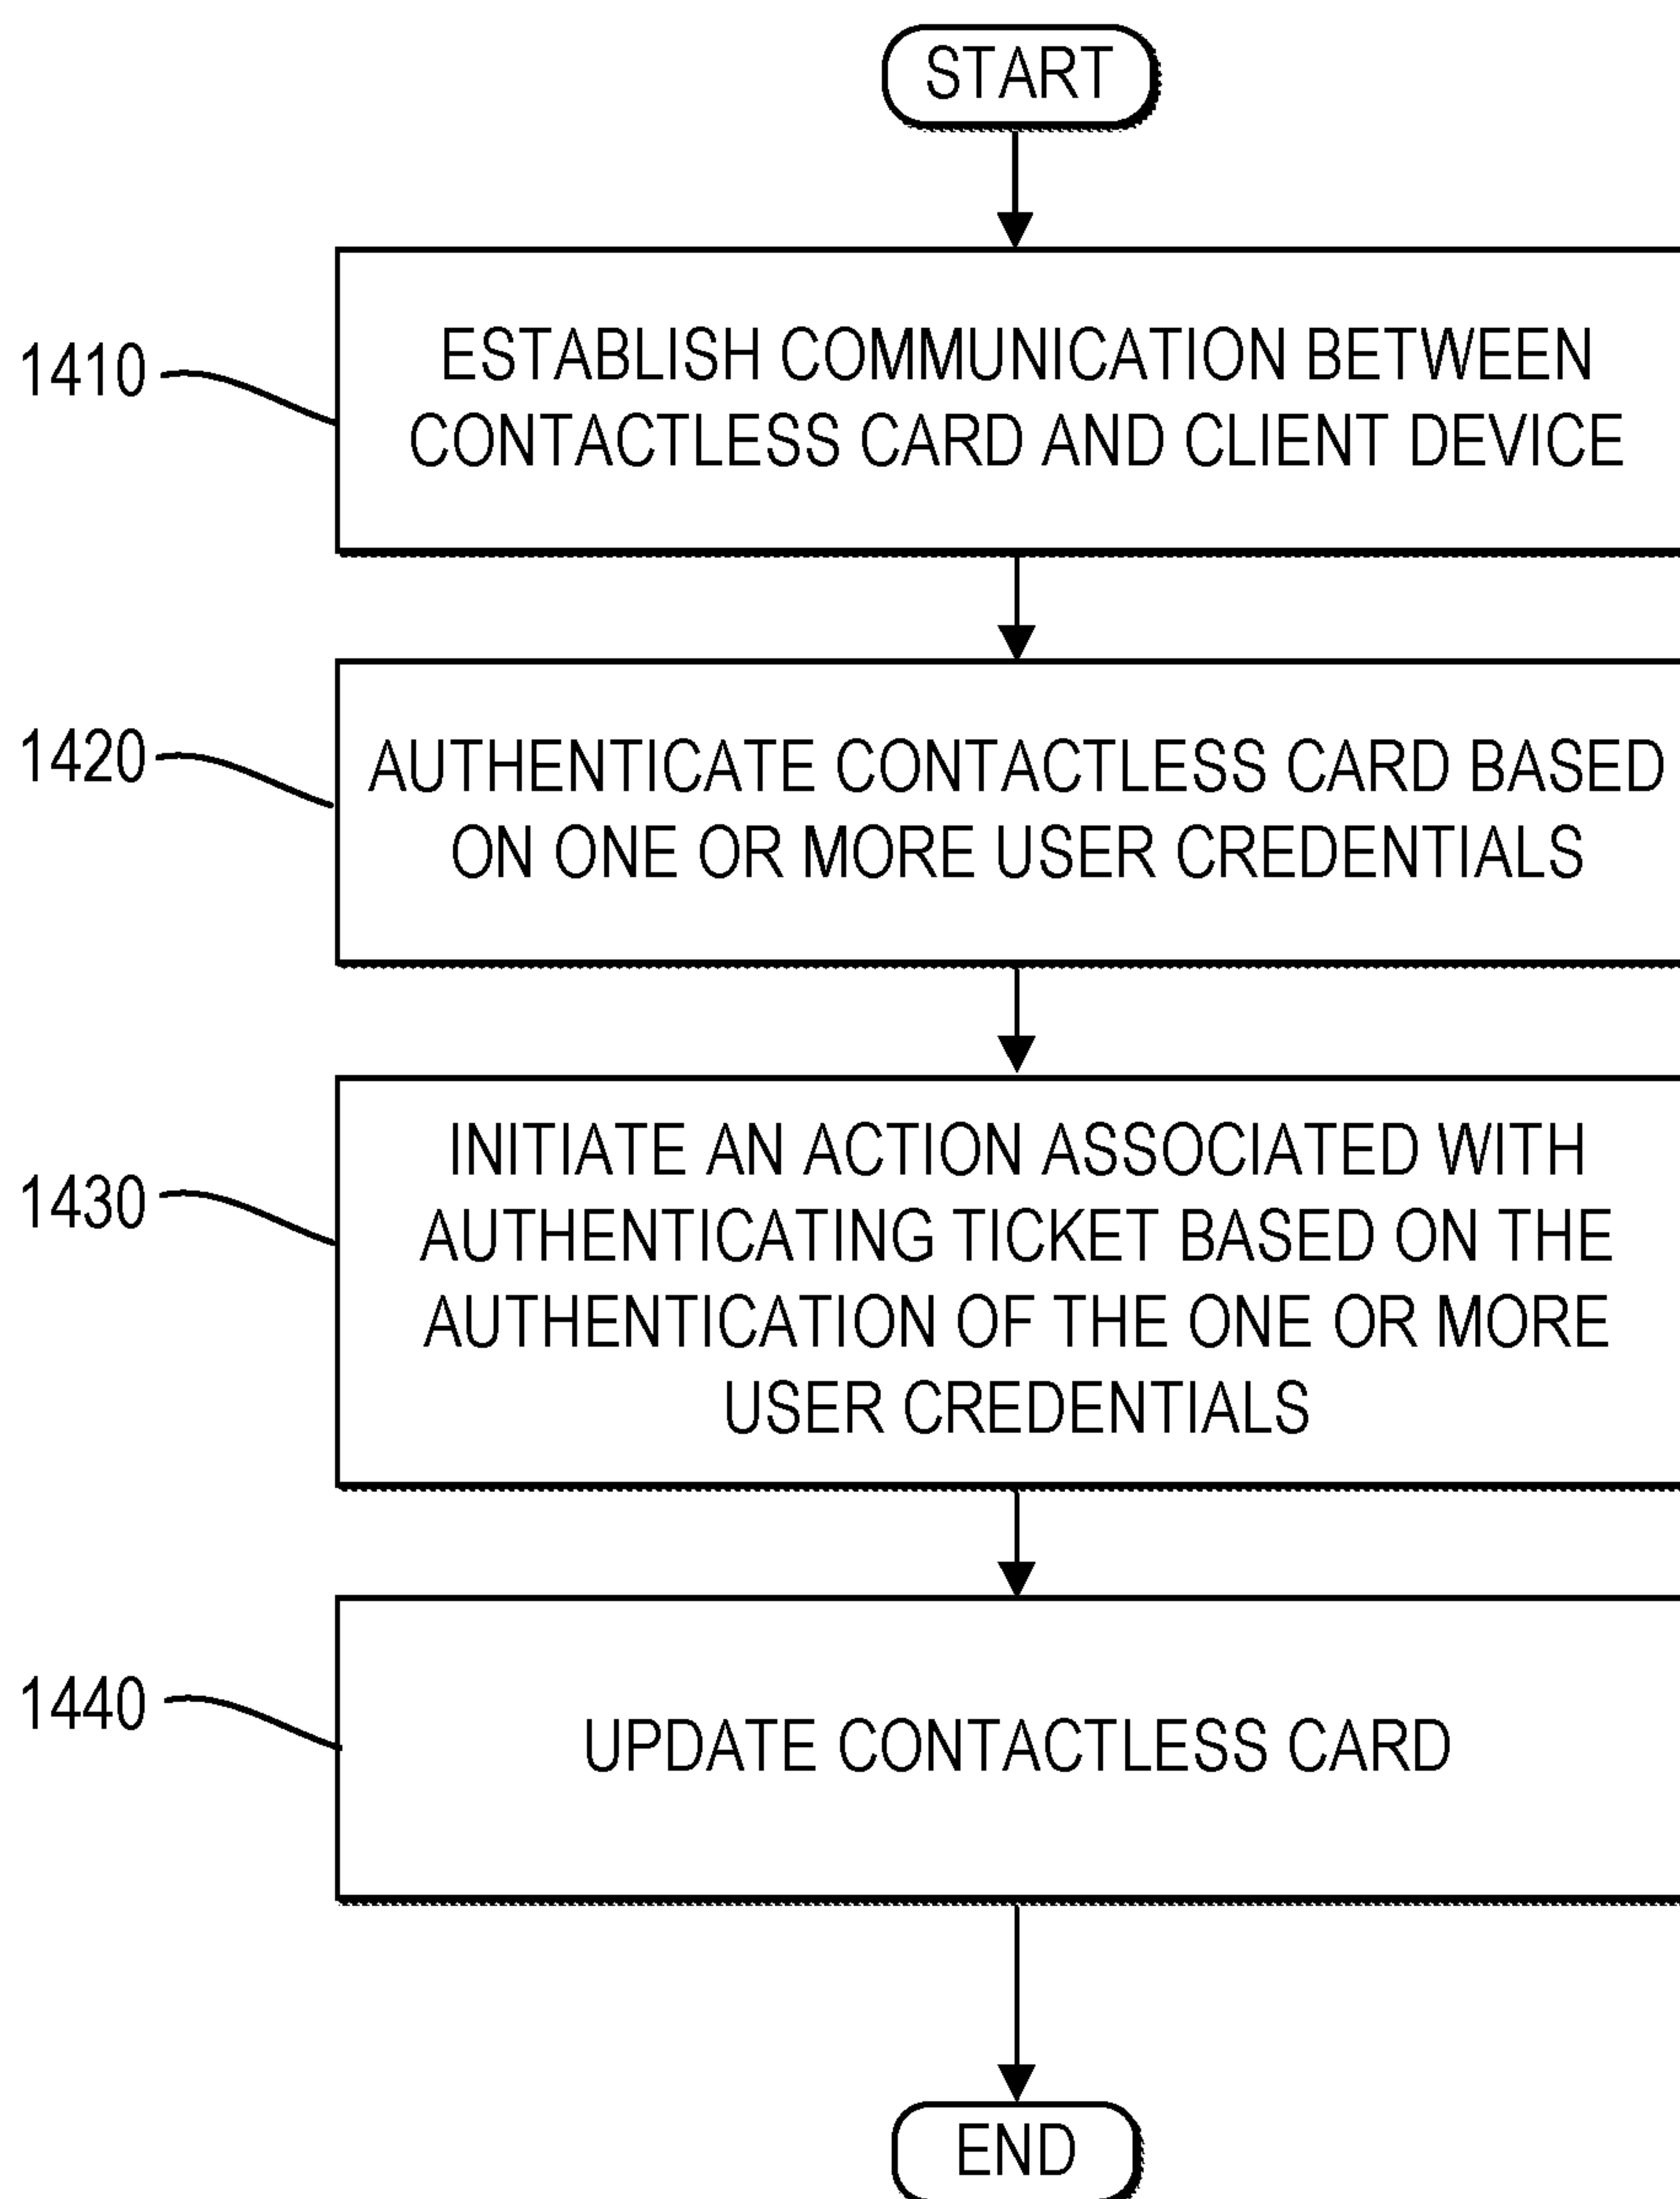 START
1410
ESTABLISH COMMUNICATION BETWEEN
CONTACTLESS CARD AND CLIENT DEVICE
1420
AUTHENTICATE CONTACTLESS CARD BASED
ON ONE OR MORE USER CREDENTIALS
1430
INITIATE AN ACTION ASSOCIATED WITH
AUTHENTICATING TICKET BASED ON THE
AUTHENTICATION OF THE ONE OR MORE
USER CREDENTIALS
1440
UPDATE CONTACTLESS CARD
END